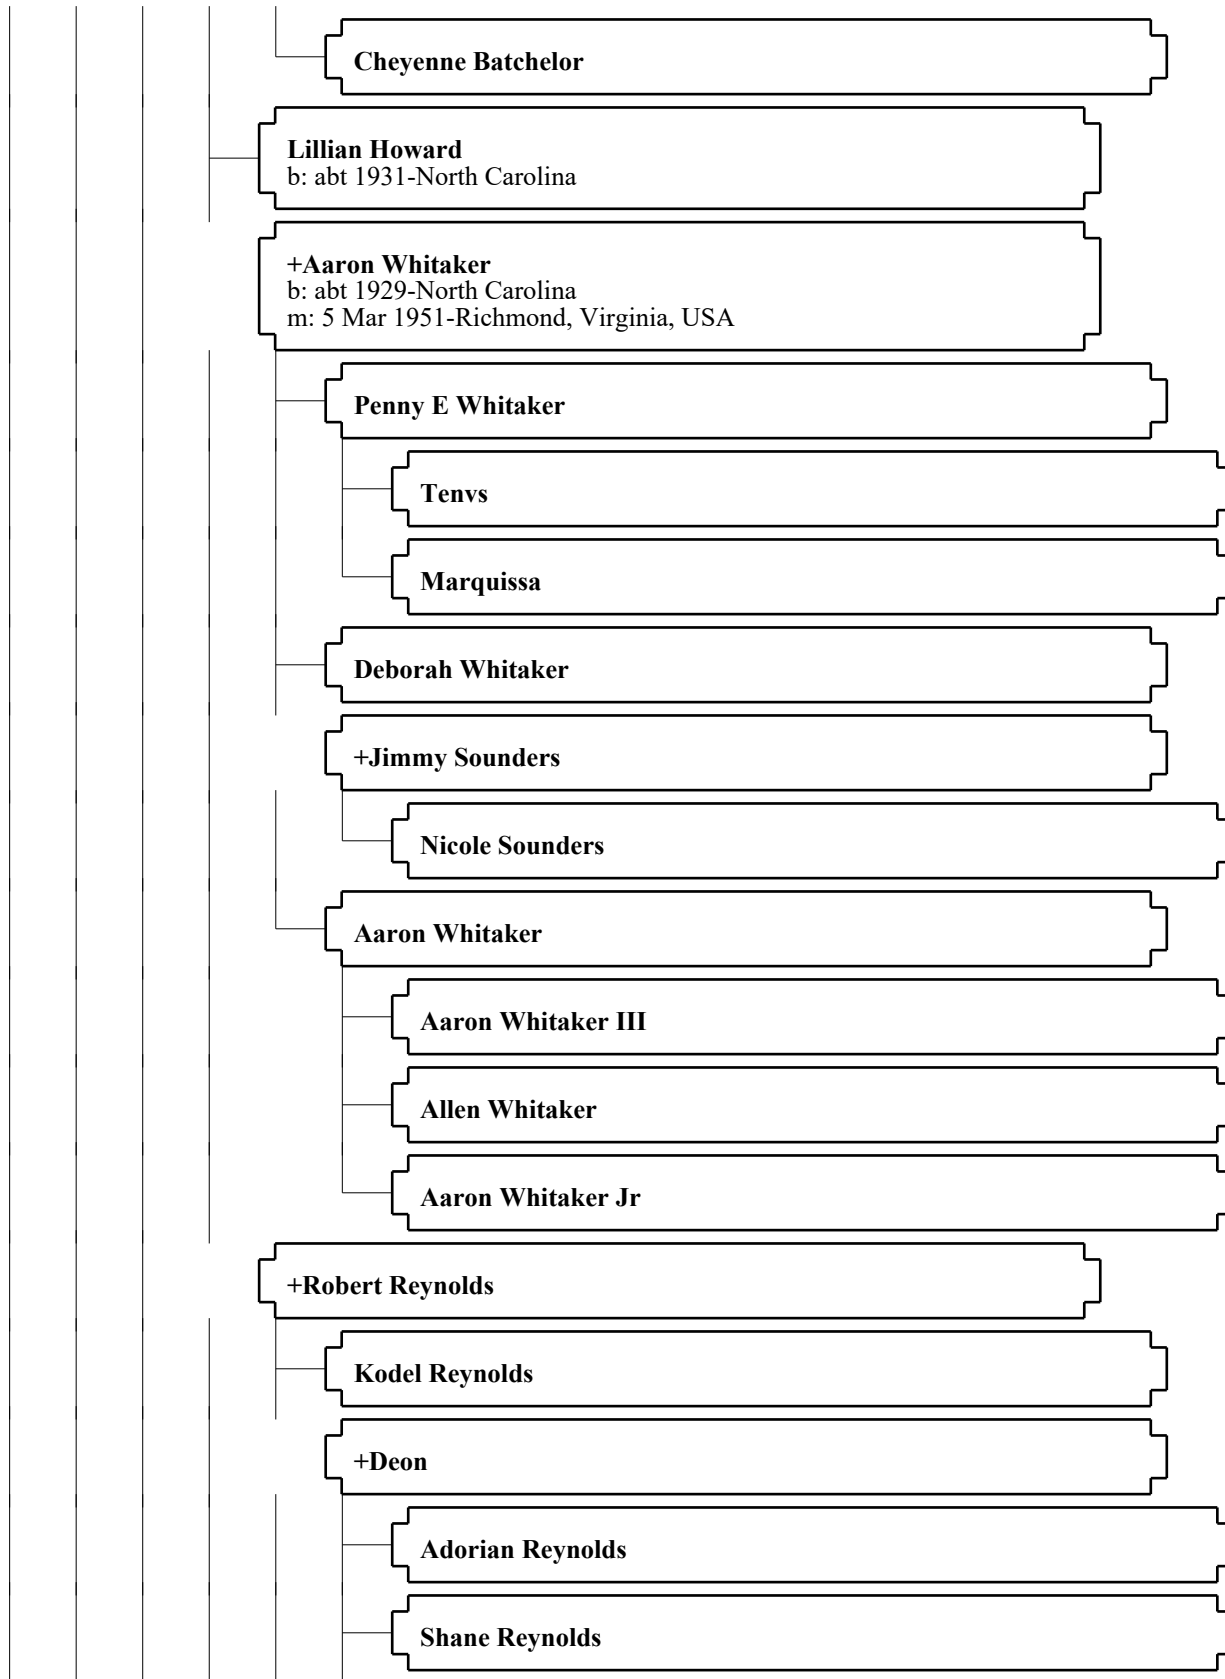 Cheyenne Batchelor
Lillian Howard
b: abt 1931-North Carolina
+Aaron Whitaker
b: abt 1929-North Carolina
m: 5 Mar 1951-Richmond, Virginia, USA
Penny E Whitaker
Tenvs
Marquissa
Deborah Whitaker
+Jimmy Sounders
Nicole Sounders
Aaron Whitaker
Aaron Whitaker III
Allen Whitaker
Aaron Whitaker Jr
+Robert Reynolds
Kodel Reynolds
+Deon
Adorian Reynolds
Shane Reynolds